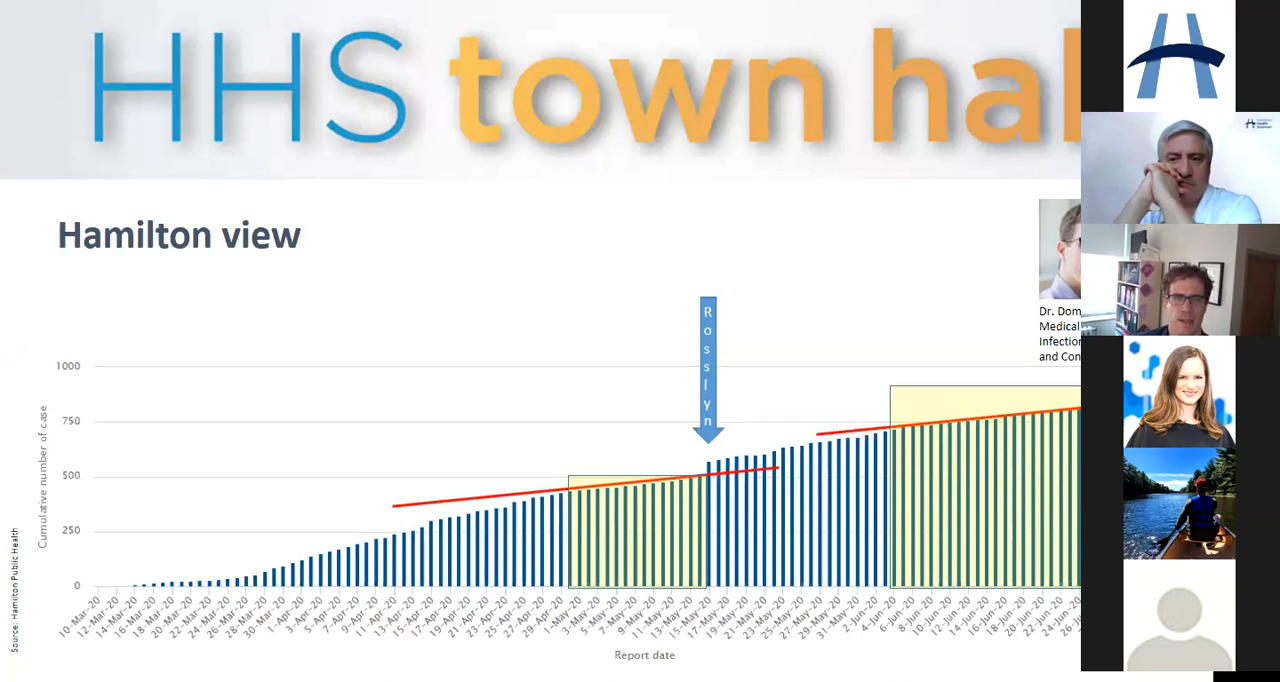 HHS town hal
Hamilton view
Dr. Dom
Medical
Infection
and Con
Rosslyn
1000
750
500
250
0
Cumulative number of case
10-Mar-20
12-Mar-20
14-Mar-20
16-Mar-20
18-Mar-20
20-Mar-20
22-Mar-20
24-Mar-20
26-Mar-20
28-Mar-20
30-Mar-20
1-Apr-20
3-Apr-20
5-Apr-20
7-Apr-20
9-Apr-20
11-Apr-20
13-Apr-20
15-Apr-20
17-Apr-20
19-Apr-20
21-Apr-20
23-Apr-20
25-Apr-20
27-Apr-20
29-Apr-20
1-May-20
3-May-20
5-May-20
7-May-20
9-May-20
11-May-20
13-May-20
15-May-20
17-May-20
19-May-20
21-May-20
23-May-20
25-May-20
27-May-20
29-May-20
31-May-20
2-Jun-20
4-Jun-20
6-Jun-20
8-Jun-20
10-Jun-20
12-Jun-20
14-Jun-20
16-Jun-20
18-Jun-20
20-Jun-20
22-Jun-20
24-Jun-20
26-Jun-20
Report date
Source: Hamilton Public Health